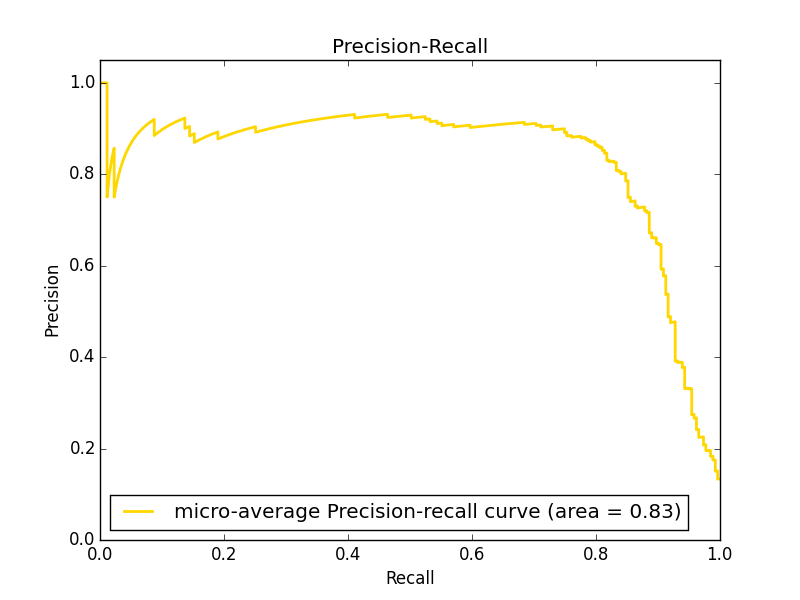 Precision-Recall
1.0
0.8
0.6
0.4
0.2
0.0
Precision
micro-average Precision-recall curve (area = 0.83)
0.0 0.2 0.4 0.6 0.8 1.0
Recall